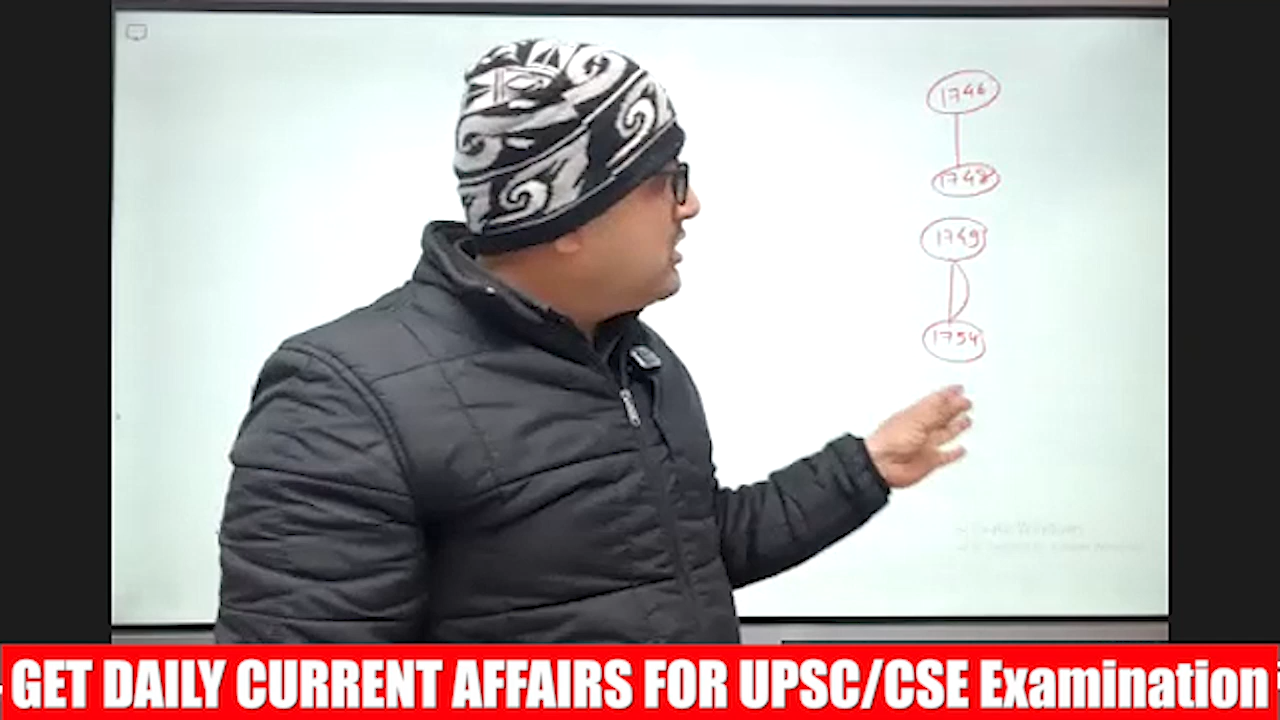 1746
1748
1749
1754
GET DAILY CURRENT AFFAIRS FOR UPSC/CSE Examination